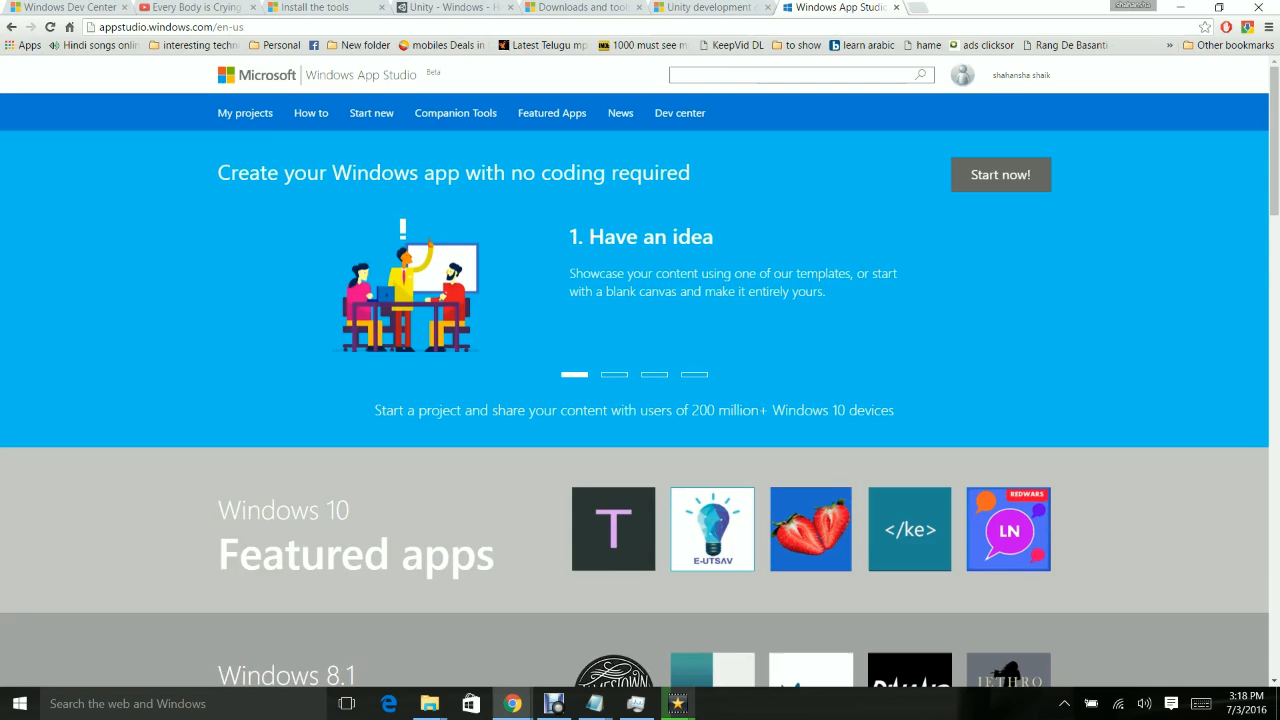 Windows Dev Center
Every Body is Crying
Install the tools
Unity - Windows - H
Downloads and tool
Unity development
Windows App Studio
shahansha
appstudio.windows.com/en-us
Apps
Hindi songs online
interesting techni
Personal
New folder
mobiles Deals in
Latest Telugu mp
1000 must see m
KeepVid DL
to show
learn arabic
hame
ads clicksor
Rang De Basanti
»
Other bookmarks
Microsoft
Windows App Studio
Beta
shahansha shaik
My projects
How to
Start new
Companion Tools
Featured Apps
News
Dev center
Create your Windows app with no coding required
Start now!
1. Have an idea
Showcase your content using one of our templates, or start
with a blank canvas and make it entirely yours.
Start a project and share your content with users of 200 million+ Windows 10 devices
Windows 10
Featured apps
T
E-UTSAV
</ke>
REDWARS
LN
Windows 8.1
JETHRO
Search the web and Windows
3:18 PM
7/3/2016